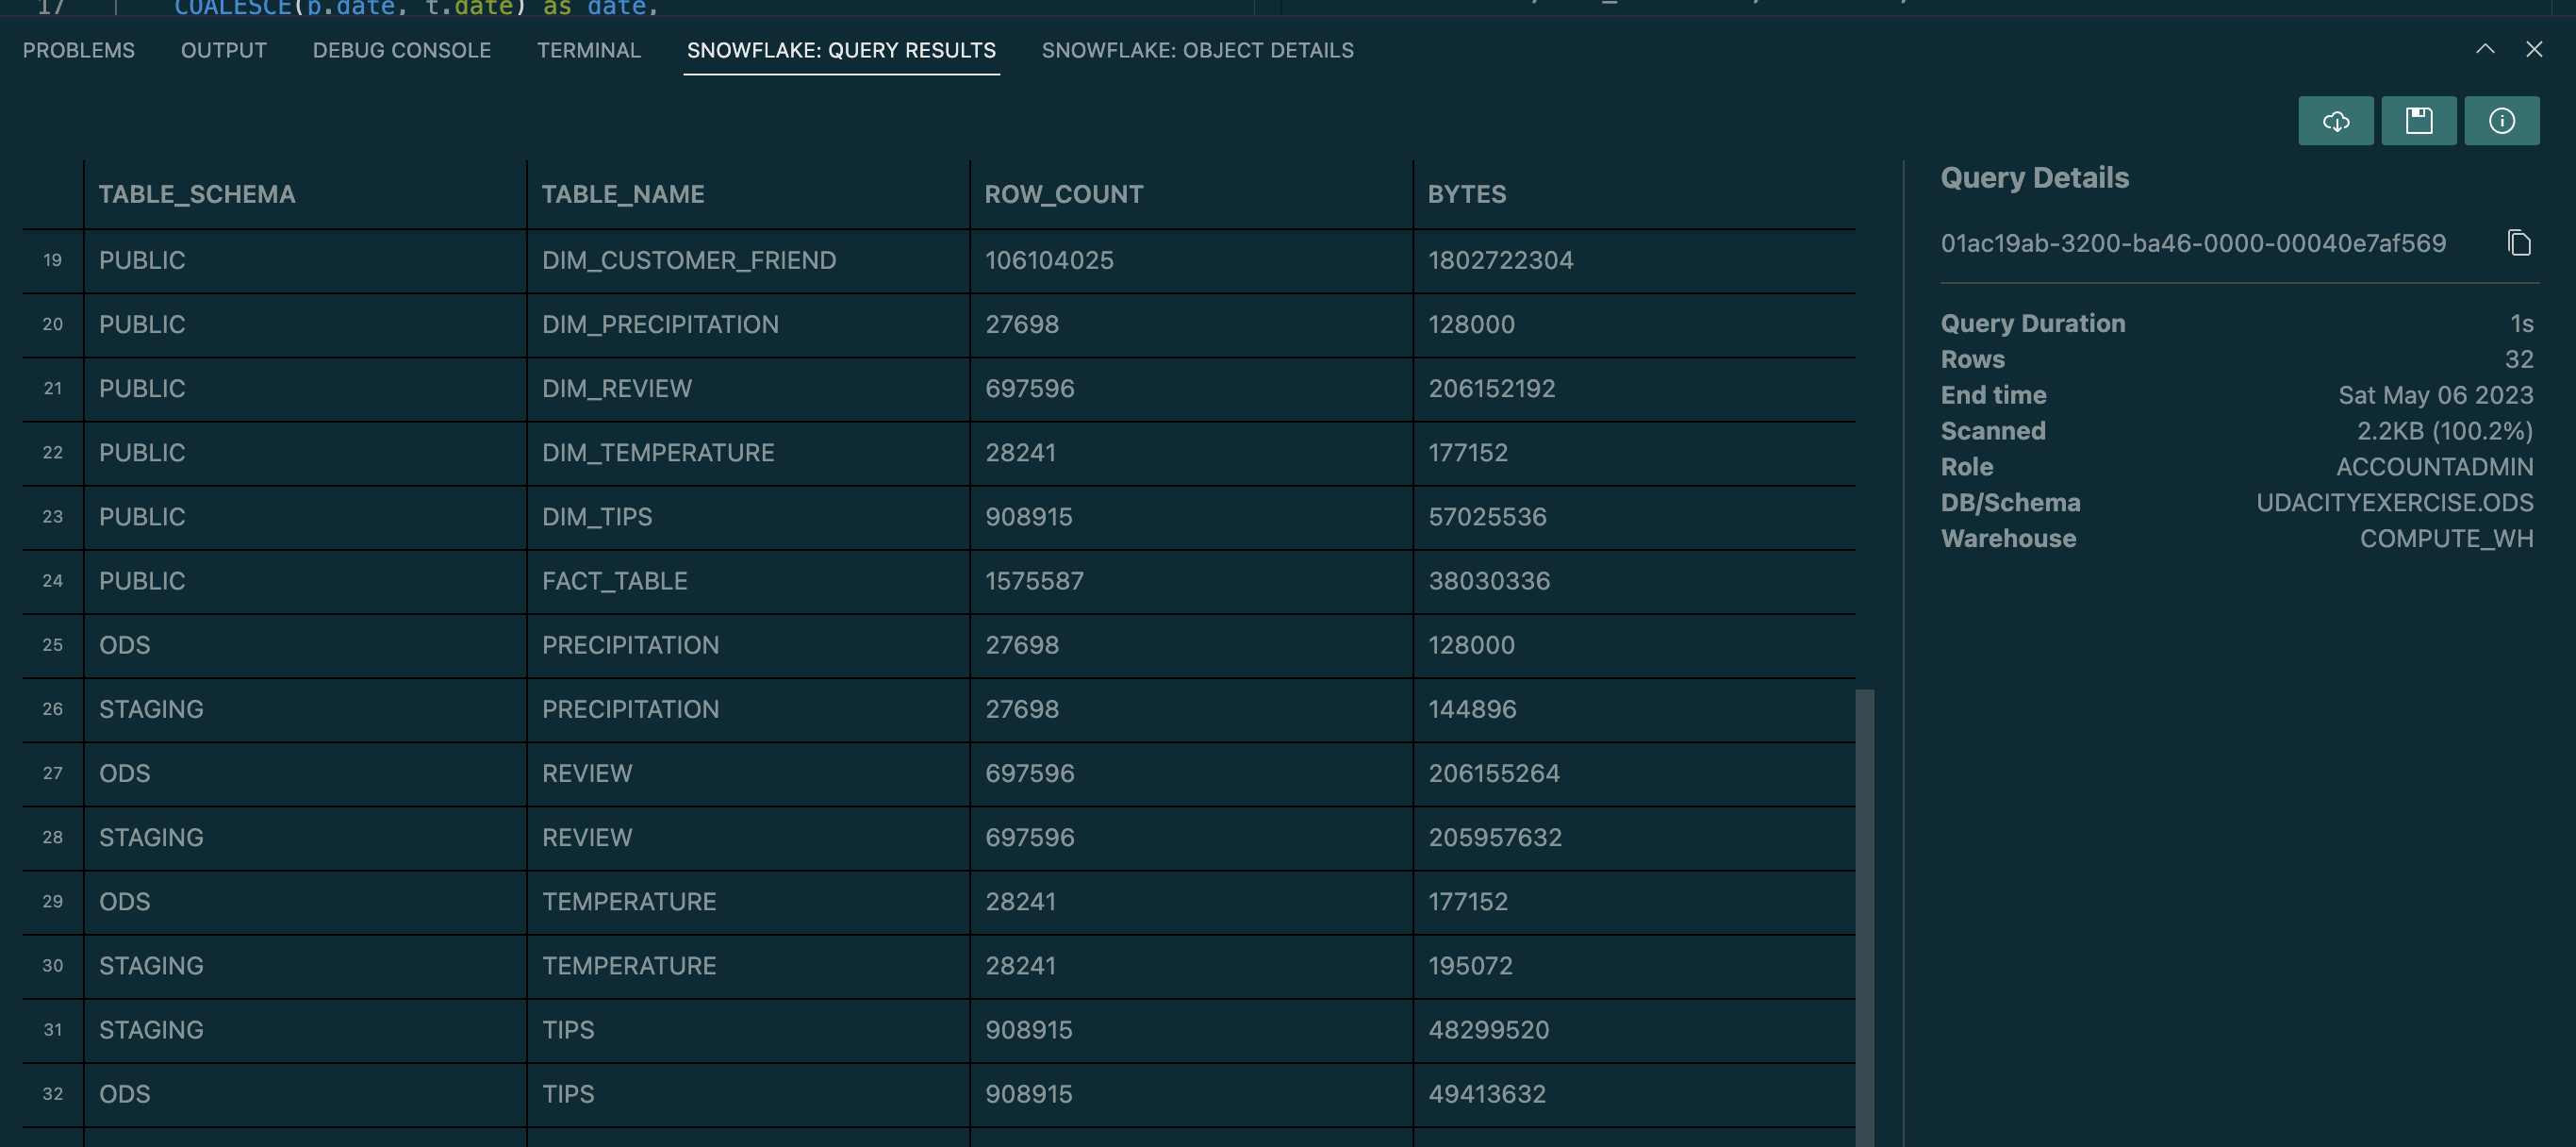 17 COALESCE(p.date, t.date) as date,
PROBLEMS OUTPUT DEBUG CONSOLE TERMINAL SNOWFLAKE: QUERY RESULTS SNOWFLAKE: OBJECT DETAILS
TABLE_SCHEMA TABLE_NAME ROW_COUNT BYTES
19 PUBLIC DIM_CUSTOMER_FRIEND 106104025 1802722304
20 PUBLIC DIM_PRECIPITATION 27698 128000
21 PUBLIC DIM_REVIEW 697596 206152192
22 PUBLIC DIM_TEMPERATURE 28241 177152
23 PUBLIC DIM_TIPS 908915 57025536
24 PUBLIC FACT_TABLE 1575587 38030336
25 ODS PRECIPITATION 27698 128000
26 STAGING PRECIPITATION 27698 144896
27 ODS REVIEW 697596 206155264
28 STAGING REVIEW 697596 205957632
29 ODS TEMPERATURE 28241 177152
30 STAGING TEMPERATURE 28241 195072
31 STAGING TIPS 908915 48299520
32 ODS TIPS 908915 49413632
Query Details
01ac19ab-3200-ba46-0000-00040e7af569
Query Duration 1s
Rows 32
End time Sat May 06 2023
Scanned 2.2KB (100.2%)
Role ACCOUNTADMIN
DB/Schema UDACITYEXERCISE.ODS
Warehouse COMPUTE_WH